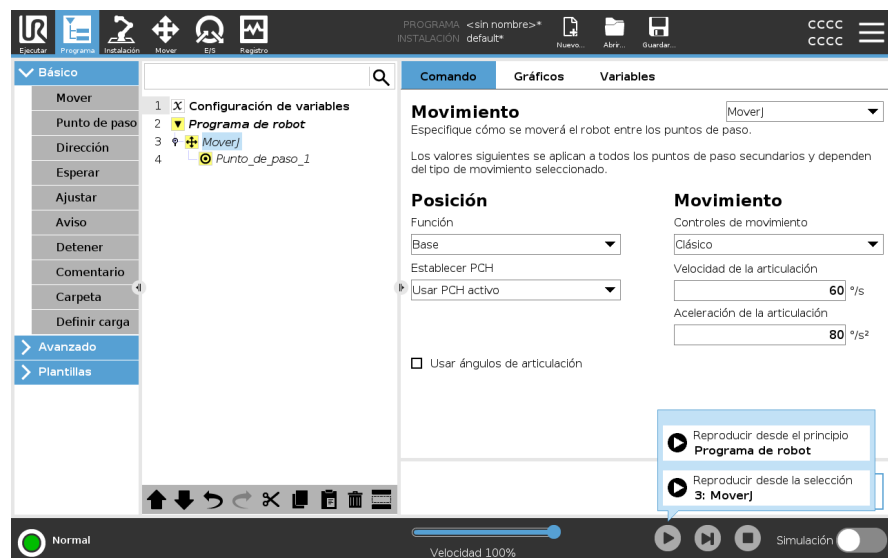 UR
Ejecutar
Programa
Instalación
Mover
E/S
Registro
PROGRAMA <sin nombre>*
INSTALACIÓN default*
Nuevo...
Abrir...
Guardar...
CCCC
CCCC
Básico
Mover
Punto de paso
Dirección
Esperar
Ajustar
Aviso
Detener
Comentario
Carpeta
Definir carga
Avanzado
Plantillas
1 X Configuración de variables
2 Programa de robot
3 MoverJ
4 Punto_de_paso_1
Comando Gráficos Variables
Movimiento
MoverJ
Especifique cómo se moverá el robot entre los puntos de paso.
Los valores siguientes se aplican a todos los puntos de paso secundarios y dependen
del tipo de movimiento seleccionado.
Posición
Función
Base
Establecer PCH
Usar PCH activo
Usar ángulos de articulación
Movimiento
Controles de movimiento
Clásico
Velocidad de la articulación
60 °/s
Aceleración de la articulación
80 °/s²
Reproducir desde el principio
Programa de robot
Reproducir desde la selección
3: MoverJ
Normal
Velocidad 100%
Simulación